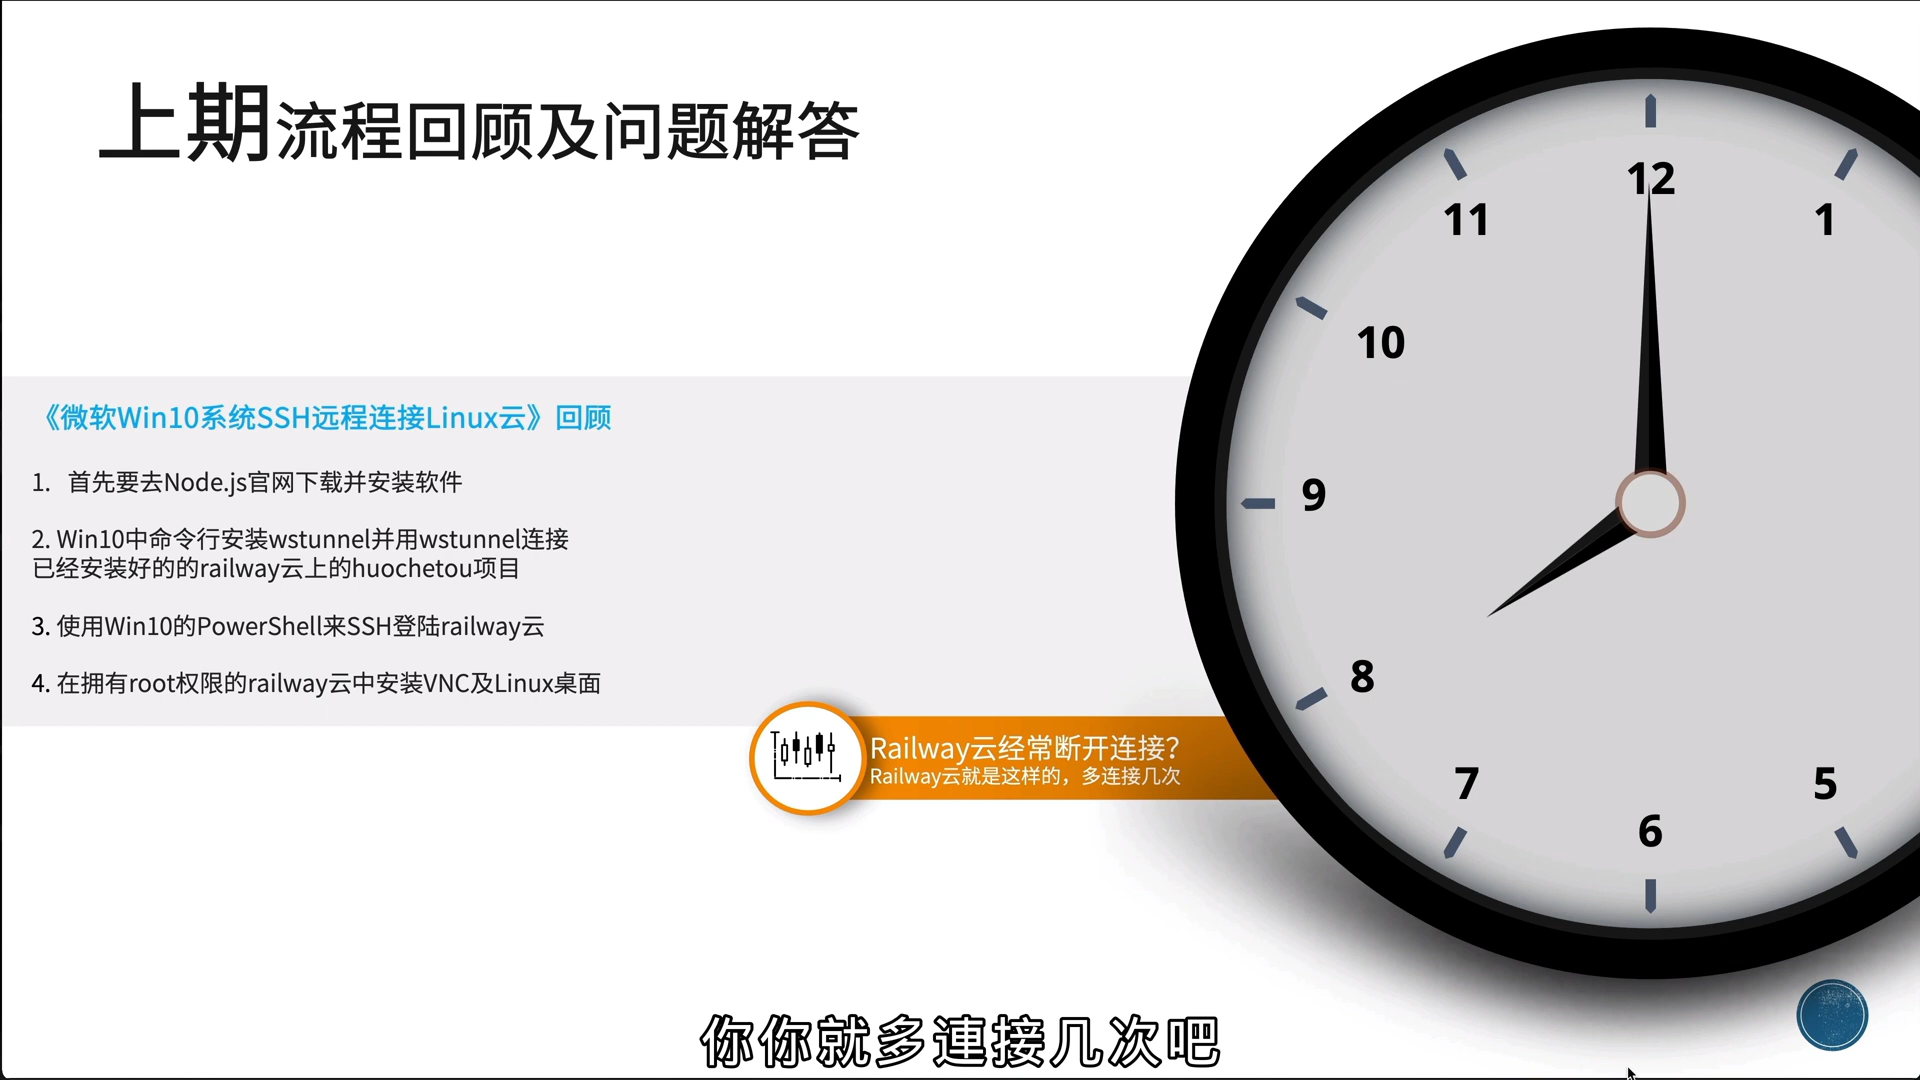 上期流程回顾及问题解答
《微软Win10系统SSH远程连接Linux云》回顾
1. 首先要去Node.js官网下载并安装软件
2. Win10中命令行安装wstunnel并用wstunnel连接
已经安装好的的railway云上的huochetou项目
3. 使用Win10的PowerShell来SSH登陆railway云
4. 在拥有root权限的railway云中安装VNC及Linux桌面
Railway云经常断开连接?
Railway云就是这样的，多连接几次
12
11
1
10
9
8
7
5
6
你你就多連接几次吧